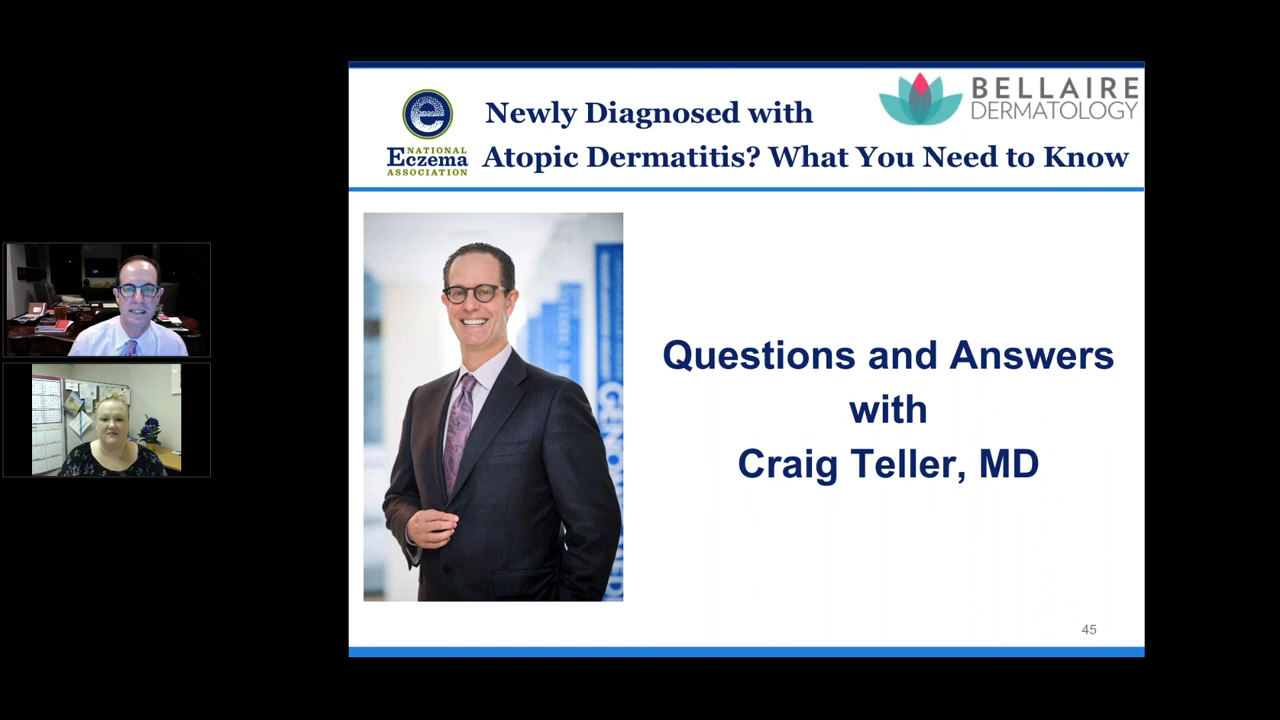 Newly Diagnosed with
BELLAIRE
DERMATOLOGY
e
NATIONAL
Eczema
ASSOCIATION
Atopic Dermatitis? What You Need to Know
Questions and Answers
with
Craig Teller, MD
45